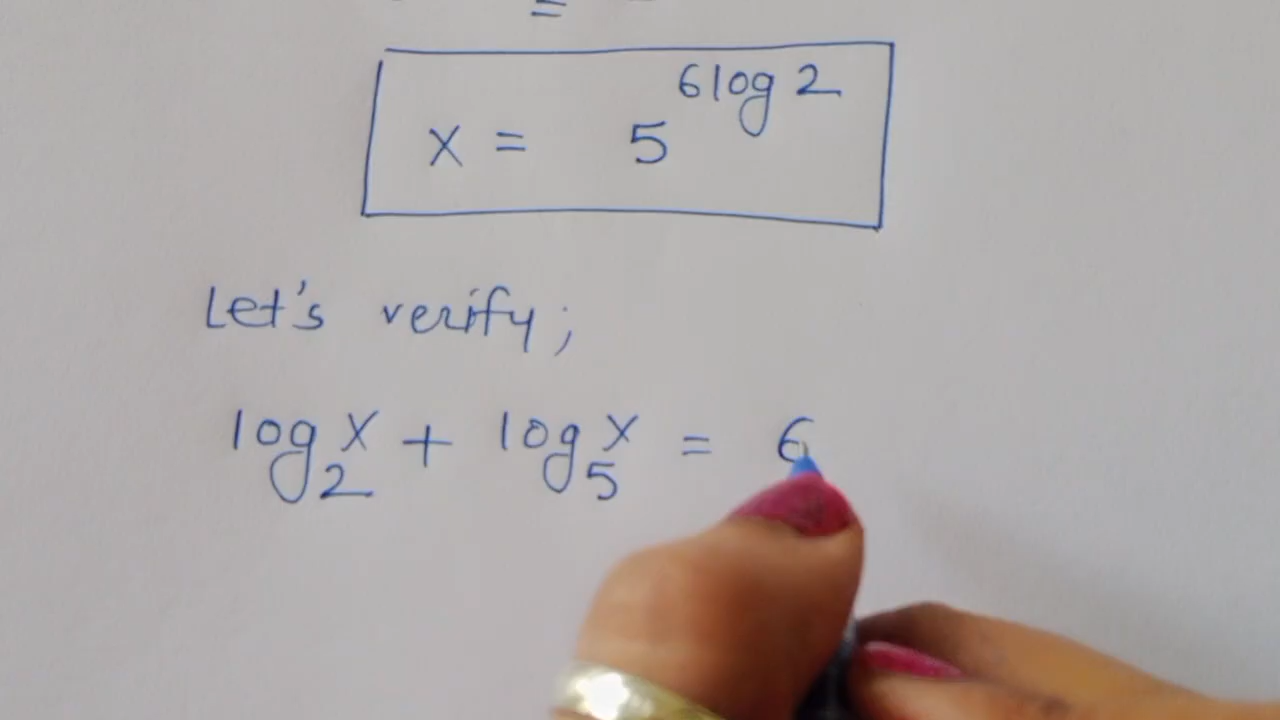 =
x = 5^6log 2
Let's verify;
log₂x + log₅x = 6